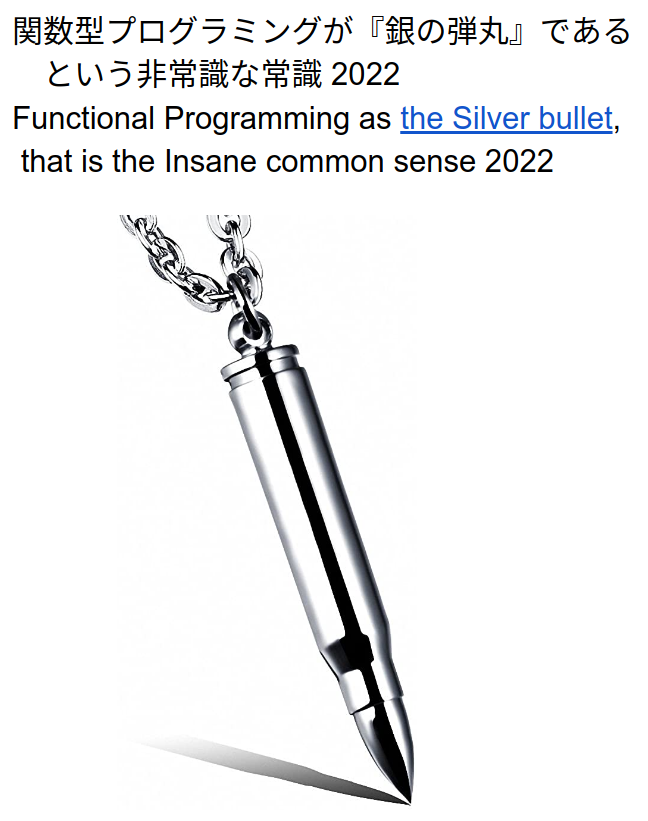 関数型プログラミングが『銀の弾丸』である
という非常識な常識 2022
Functional Programming as the Silver bullet,
that is the Insane common sense 2022